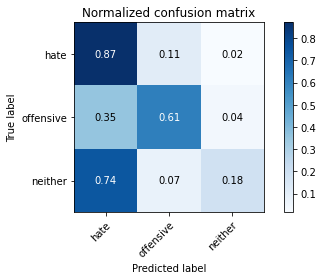 Normalized confusion matrix
True label
hate 0.87 0.11 0.02
offensive 0.35 0.61 0.04
neither 0.74 0.07 0.18
hate offensive neither
Predicted label
0.8
0.7
0.6
0.5
0.4
0.3
0.2
0.1